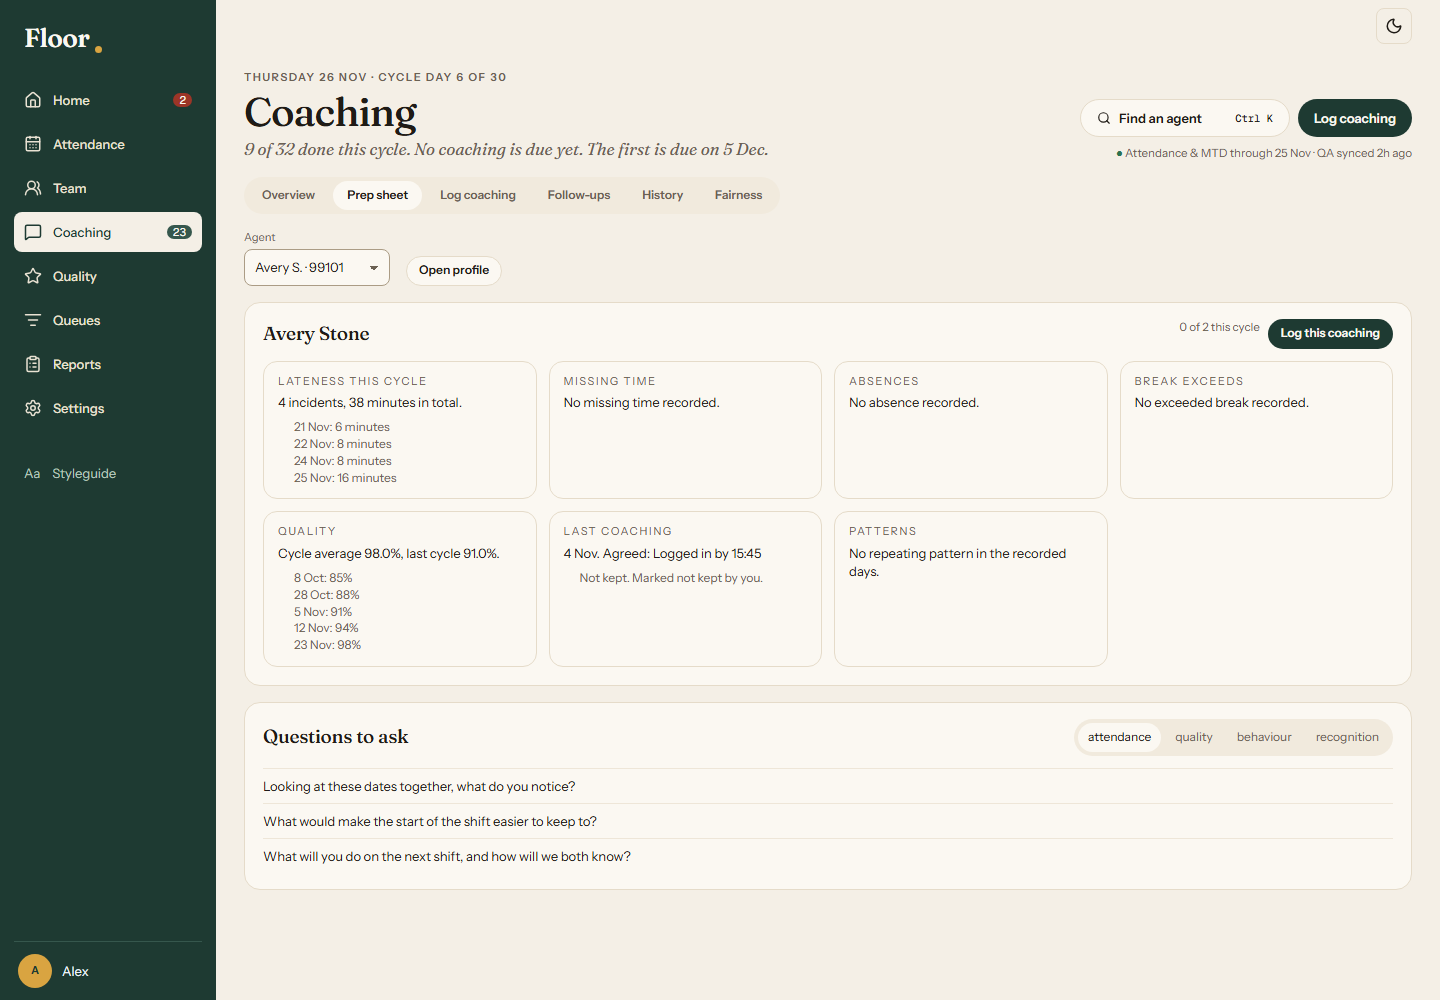 Floor.
Home 2
Attendance
Team
Coaching 23
Quality
Queues
Reports
Settings
Aa Styleguide
A Alex
THURSDAY 26 NOV · CYCLE DAY 6 OF 30
Coaching
9 of 32 done this cycle. No coaching is due yet. The first is due on 5 Dec.
Find an agent Ctrl K
Log coaching
Attendance & MTD through 25 Nov · QA synced 2h ago
Overview Prep sheet Log coaching Follow-ups History Fairness
Agent
Avery S. · 99101
Open profile
Avery Stone
0 of 2 this cycle
Log this coaching
LATENESS THIS CYCLE
4 incidents, 38 minutes in total.
21 Nov: 6 minutes
22 Nov: 8 minutes
24 Nov: 8 minutes
25 Nov: 16 minutes
MISSING TIME
No missing time recorded.
ABSENCES
No absence recorded.
BREAK EXCEEDS
No exceeded break recorded.
QUALITY
Cycle average 98.0%, last cycle 91.0%.
8 Oct: 85%
28 Oct: 88%
5 Nov: 91%
12 Nov: 94%
23 Nov: 98%
LAST COACHING
4 Nov. Agreed: Logged in by 15:45
Not kept. Marked not kept by you.
PATTERNS
No repeating pattern in the recorded
days.
Questions to ask
attendance quality behaviour recognition
Looking at these dates together, what do you notice?
What would make the start of the shift easier to keep to?
What will you do on the next shift, and how will we both know?